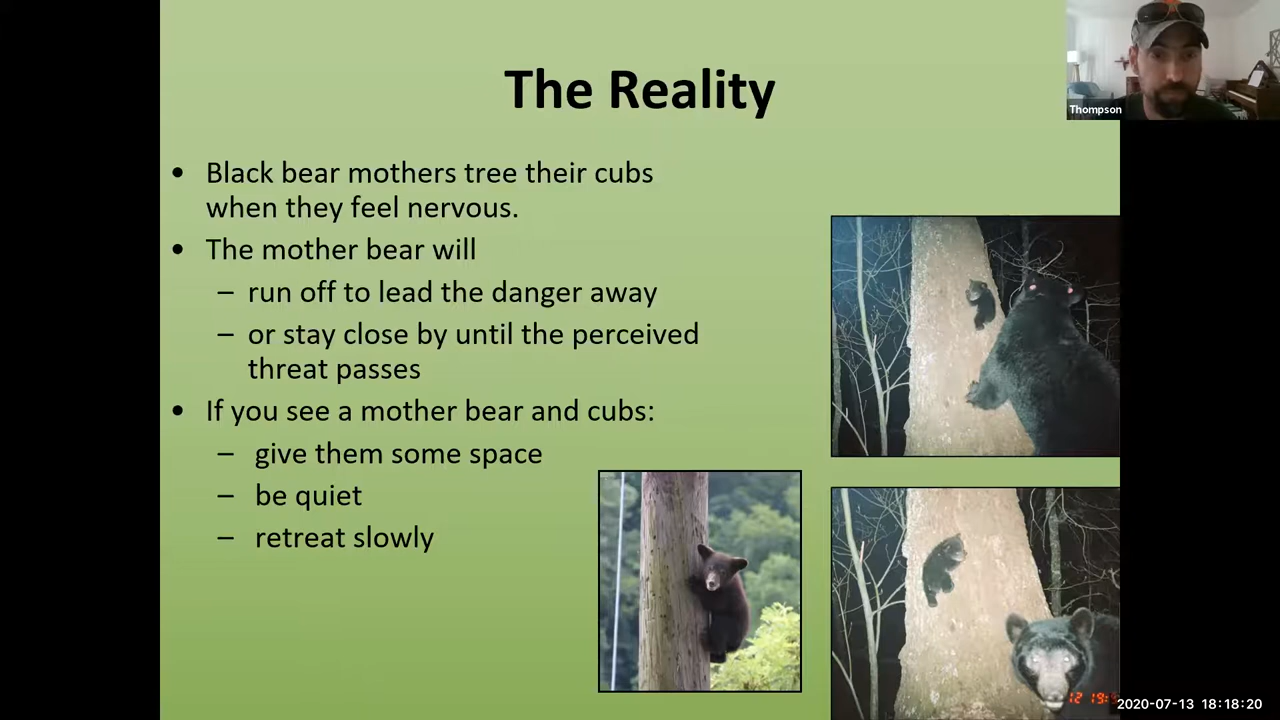 The Reality
Thompson
• Black bear mothers tree their cubs
when they feel nervous.
• The mother bear will
– run off to lead the danger away
– or stay close by until the perceived
threat passes
• If you see a mother bear and cubs:
– give them some space
– be quiet
– retreat slowly
2020-07-13 18:18:20